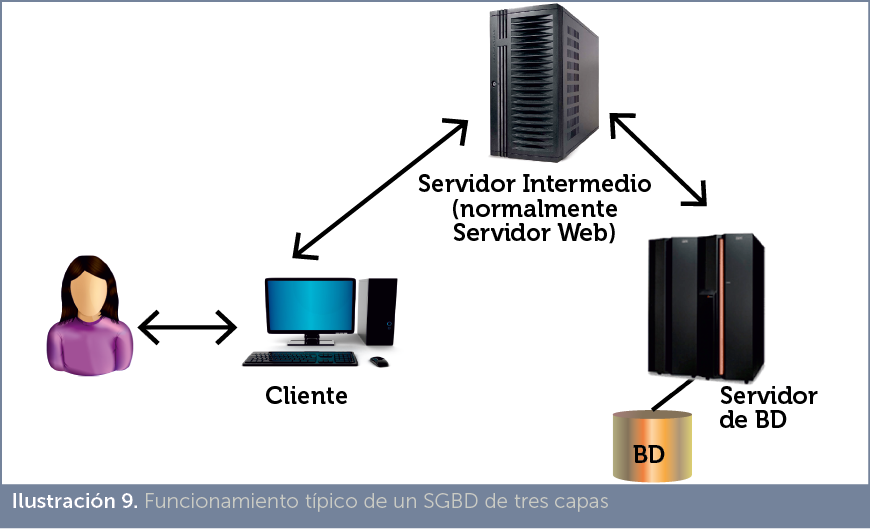 Servidor Intermedio
(normalmente
Servidor Web)
Cliente
Servidor
de BD
BD
Ilustración 9. Funcionamiento típico de un SGBD de tres capas